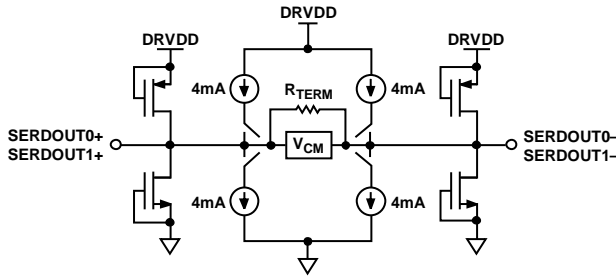 DRVDD
DRVDD
DRVDD
4mA
RTERM
4mA
SERDOUT0+
SERDOUT1+
VCM
SERDOUT0–
SERDOUT1–
4mA
4mA